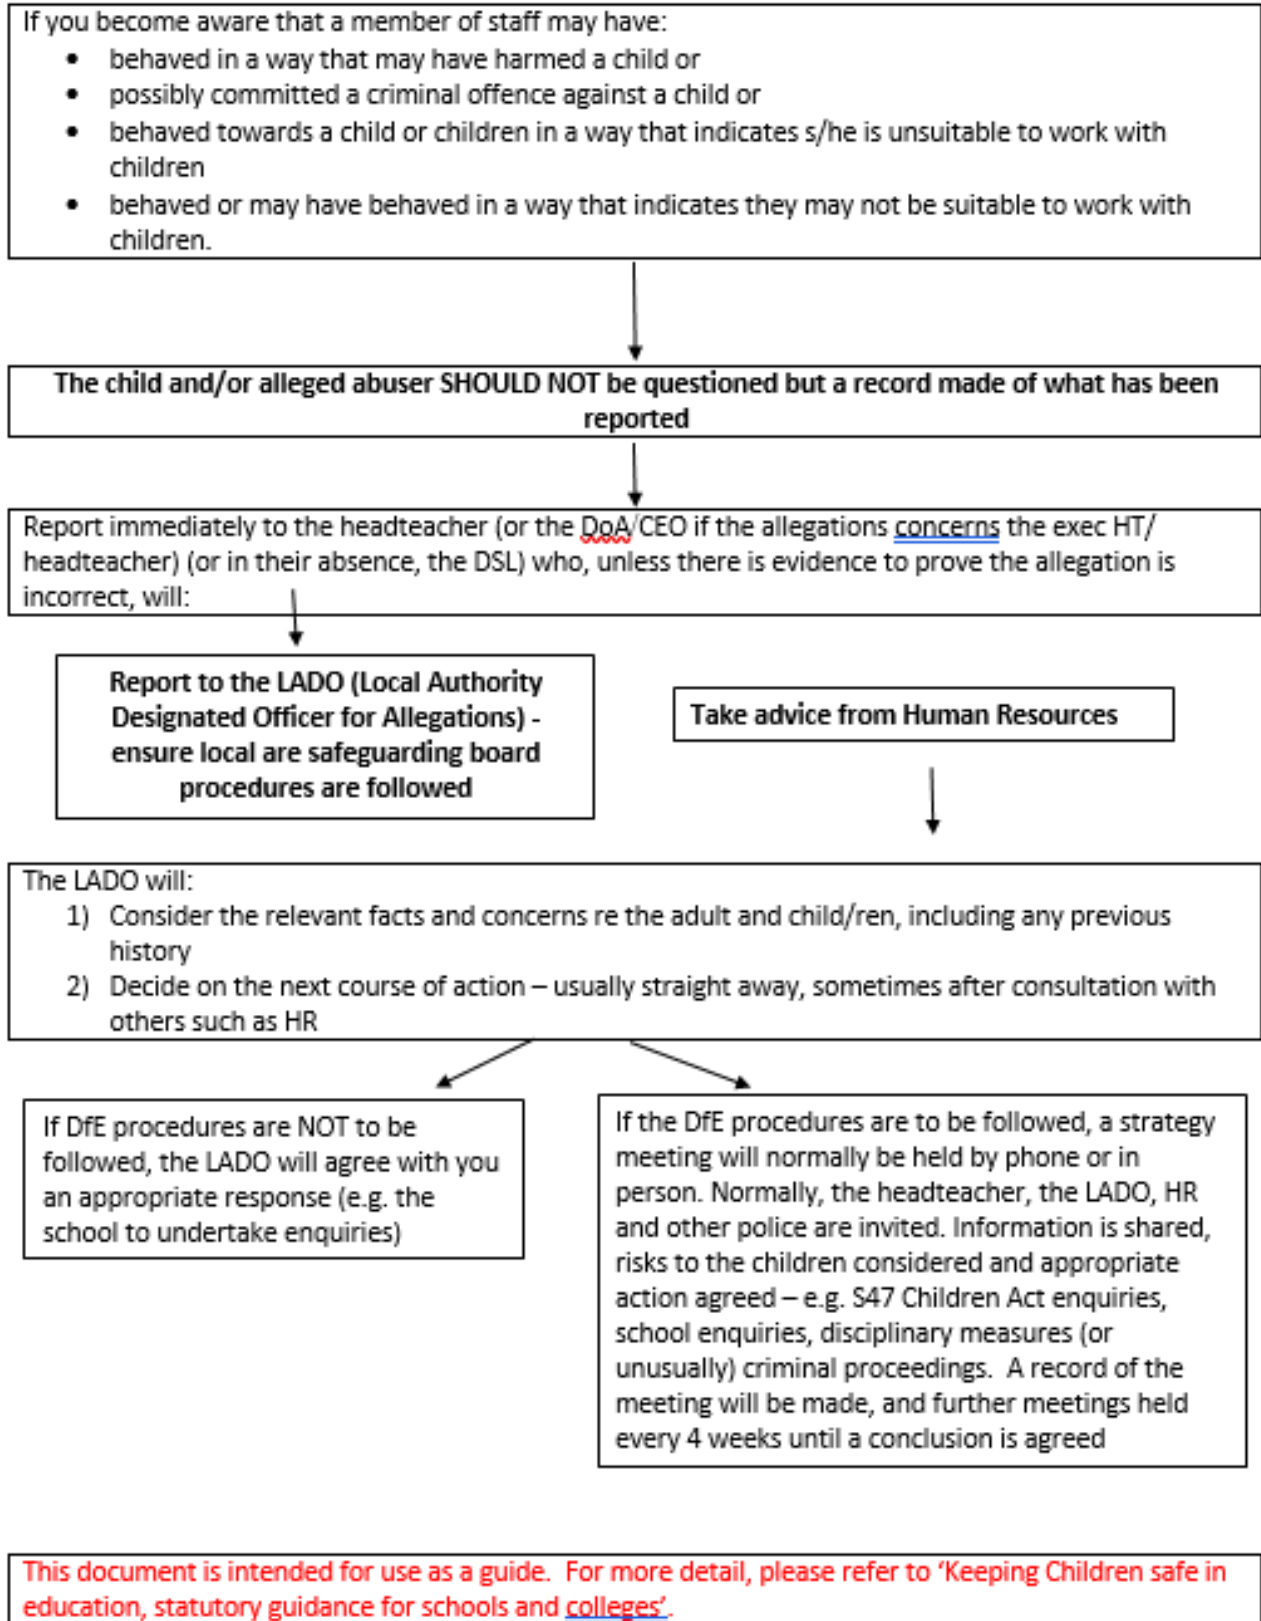 If you become aware that a member of staff may have:
• behaved in a way that may have harmed a child or
• possibly committed a criminal offence against a child or
• behaved towards a child or children in a way that indicates s/he is unsuitable to work with
children
• behaved or may have behaved in a way that indicates they may not be suitable to work with
children.
The child and/or alleged abuser SHOULD NOT be questioned but a record made of what has been
reported
Report immediately to the headteacher (or the DoA/CEO if the allegations concerns the exec HT/
headteacher) (or in their absence, the DSL) who, unless there is evidence to prove the allegation is
incorrect, will:
Report to the LADO (Local Authority
Designated Officer for Allegations) -
ensure local are safeguarding board
procedures are followed
Take advice from Human Resources
The LADO will:
1) Consider the relevant facts and concerns re the adult and child/ren, including any previous
history
2) Decide on the next course of action – usually straight away, sometimes after consultation with
others such as HR
If DfE procedures are NOT to be
followed, the LADO will agree with you
an appropriate response (e.g. the
school to undertake enquiries)
If the DfE procedures are to be followed, a strategy
meeting will normally be held by phone or in
person. Normally, the headteacher, the LADO, HR
and other police are invited. Information is shared,
risks to the children considered and appropriate
action agreed – e.g. S47 Children Act enquiries,
school enquiries, disciplinary measures (or
unusually) criminal proceedings.  A record of the
meeting will be made, and further meetings held
every 4 weeks until a conclusion is agreed
This document is intended for use as a guide.  For more detail, please refer to ‘Keeping Children safe in
education, statutory guidance for schools and colleges’.